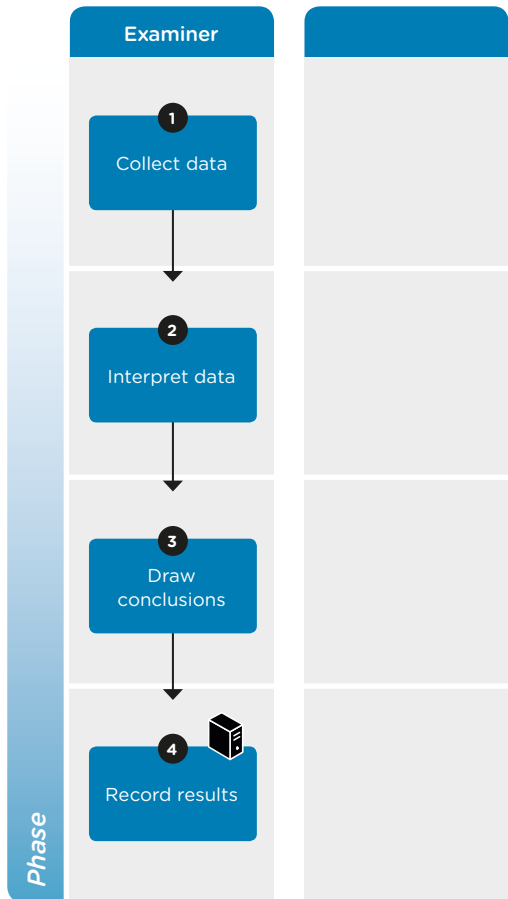 Examiner
1
Collect data
2
Interpret data
3
Draw
conclusions
4
Record results
Phase